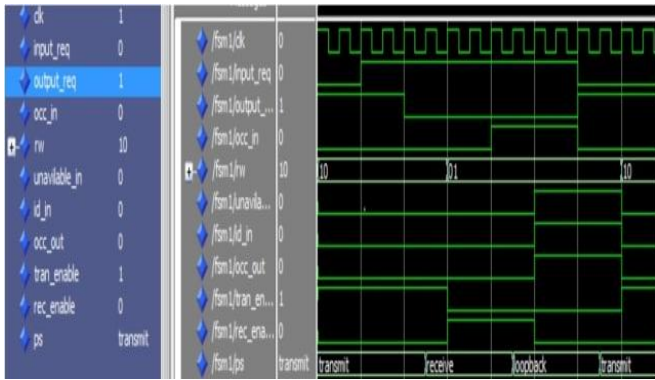 clk 1
input_req 0
output_req 1
occ_in 0
rw 10
unavilable_in 0
id_in 0
occ_out 0
tran_enable 1
rec_enable 0
ps transmit
/fsm1/clk 0
/fsm1/input_req 0
/fsm1/output_... 1
/fsm1/occ_in 0
/fsm1/rw 10 10 01 10
/fsm1/unavila... 0
/fsm1/id_in 0
/fsm1/occ_out 0
/fsm1/tran_en... 1
/fsm1/rec_ena... 0
/fsm1/ps transmit transmit receive loopback transmit